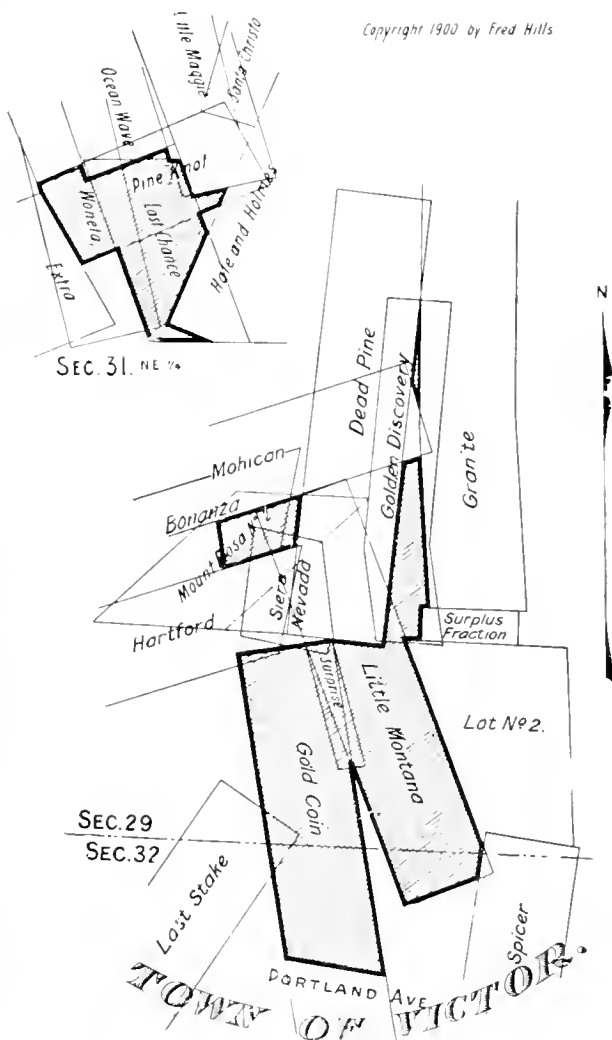 Copyright 1900 by Fred Hills
Little Maggie
Santa Christo
Ocean Wave
Pine Knot
Woneta.
Last Chance
Hale and Holmes
Extra
SEC. 31. NE 1/4
N
Dead Pine
Golden Discovery
Granite
Mohican
Bonanza
Mount Rosa No 2
Siera
Nevada
Hartford
Surplus
Fraction
Surprise
Little Montana
Lot No 2.
Gold Coin
SEC. 29
SEC. 32
Last Stake
Spicer
PORTLAND AVE
TOWN OF VICTOR.